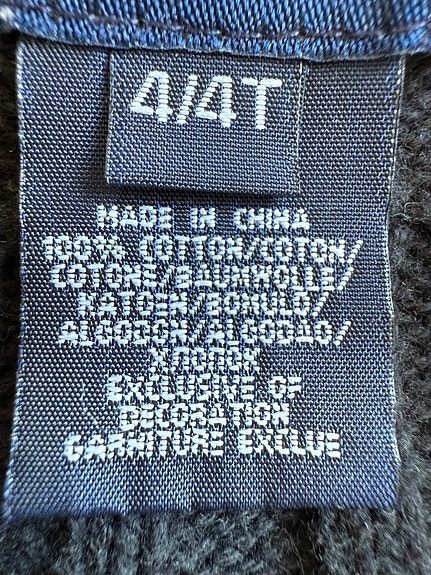 4/4T
MADE IN CHINA
100% COTTON/COTON/
COTONE/BAUMWOLLE/
KATOEN/BOMULD/
ALGODON/ALGODAO/
EXCLUSIVE OF
DECORATION
GARNITURE EXCLUE